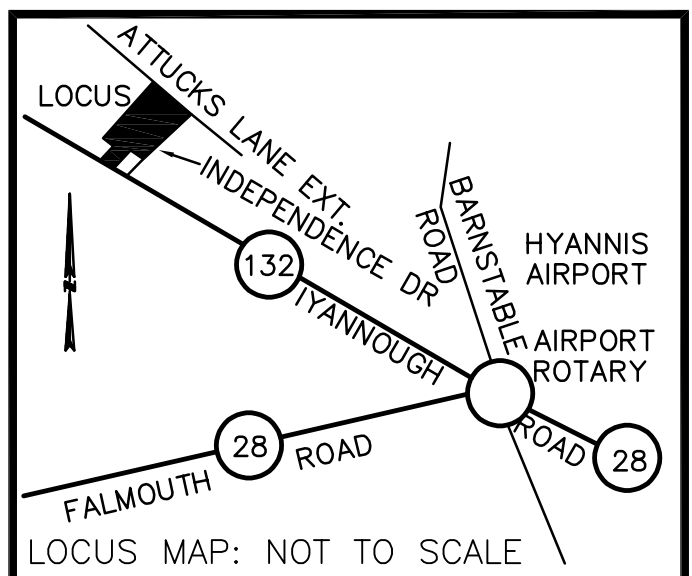 ATTUCKS LANE EXT.
LOCUS
INDEPENDENCE DR
BARNSTABLE
ROAD
HYANNIS
AIRPORT
132
IYANNOUGH
AIRPORT
ROTARY
N
ROAD
28
28
ROAD
FALMOUTH
LOCUS MAP: NOT TO SCALE